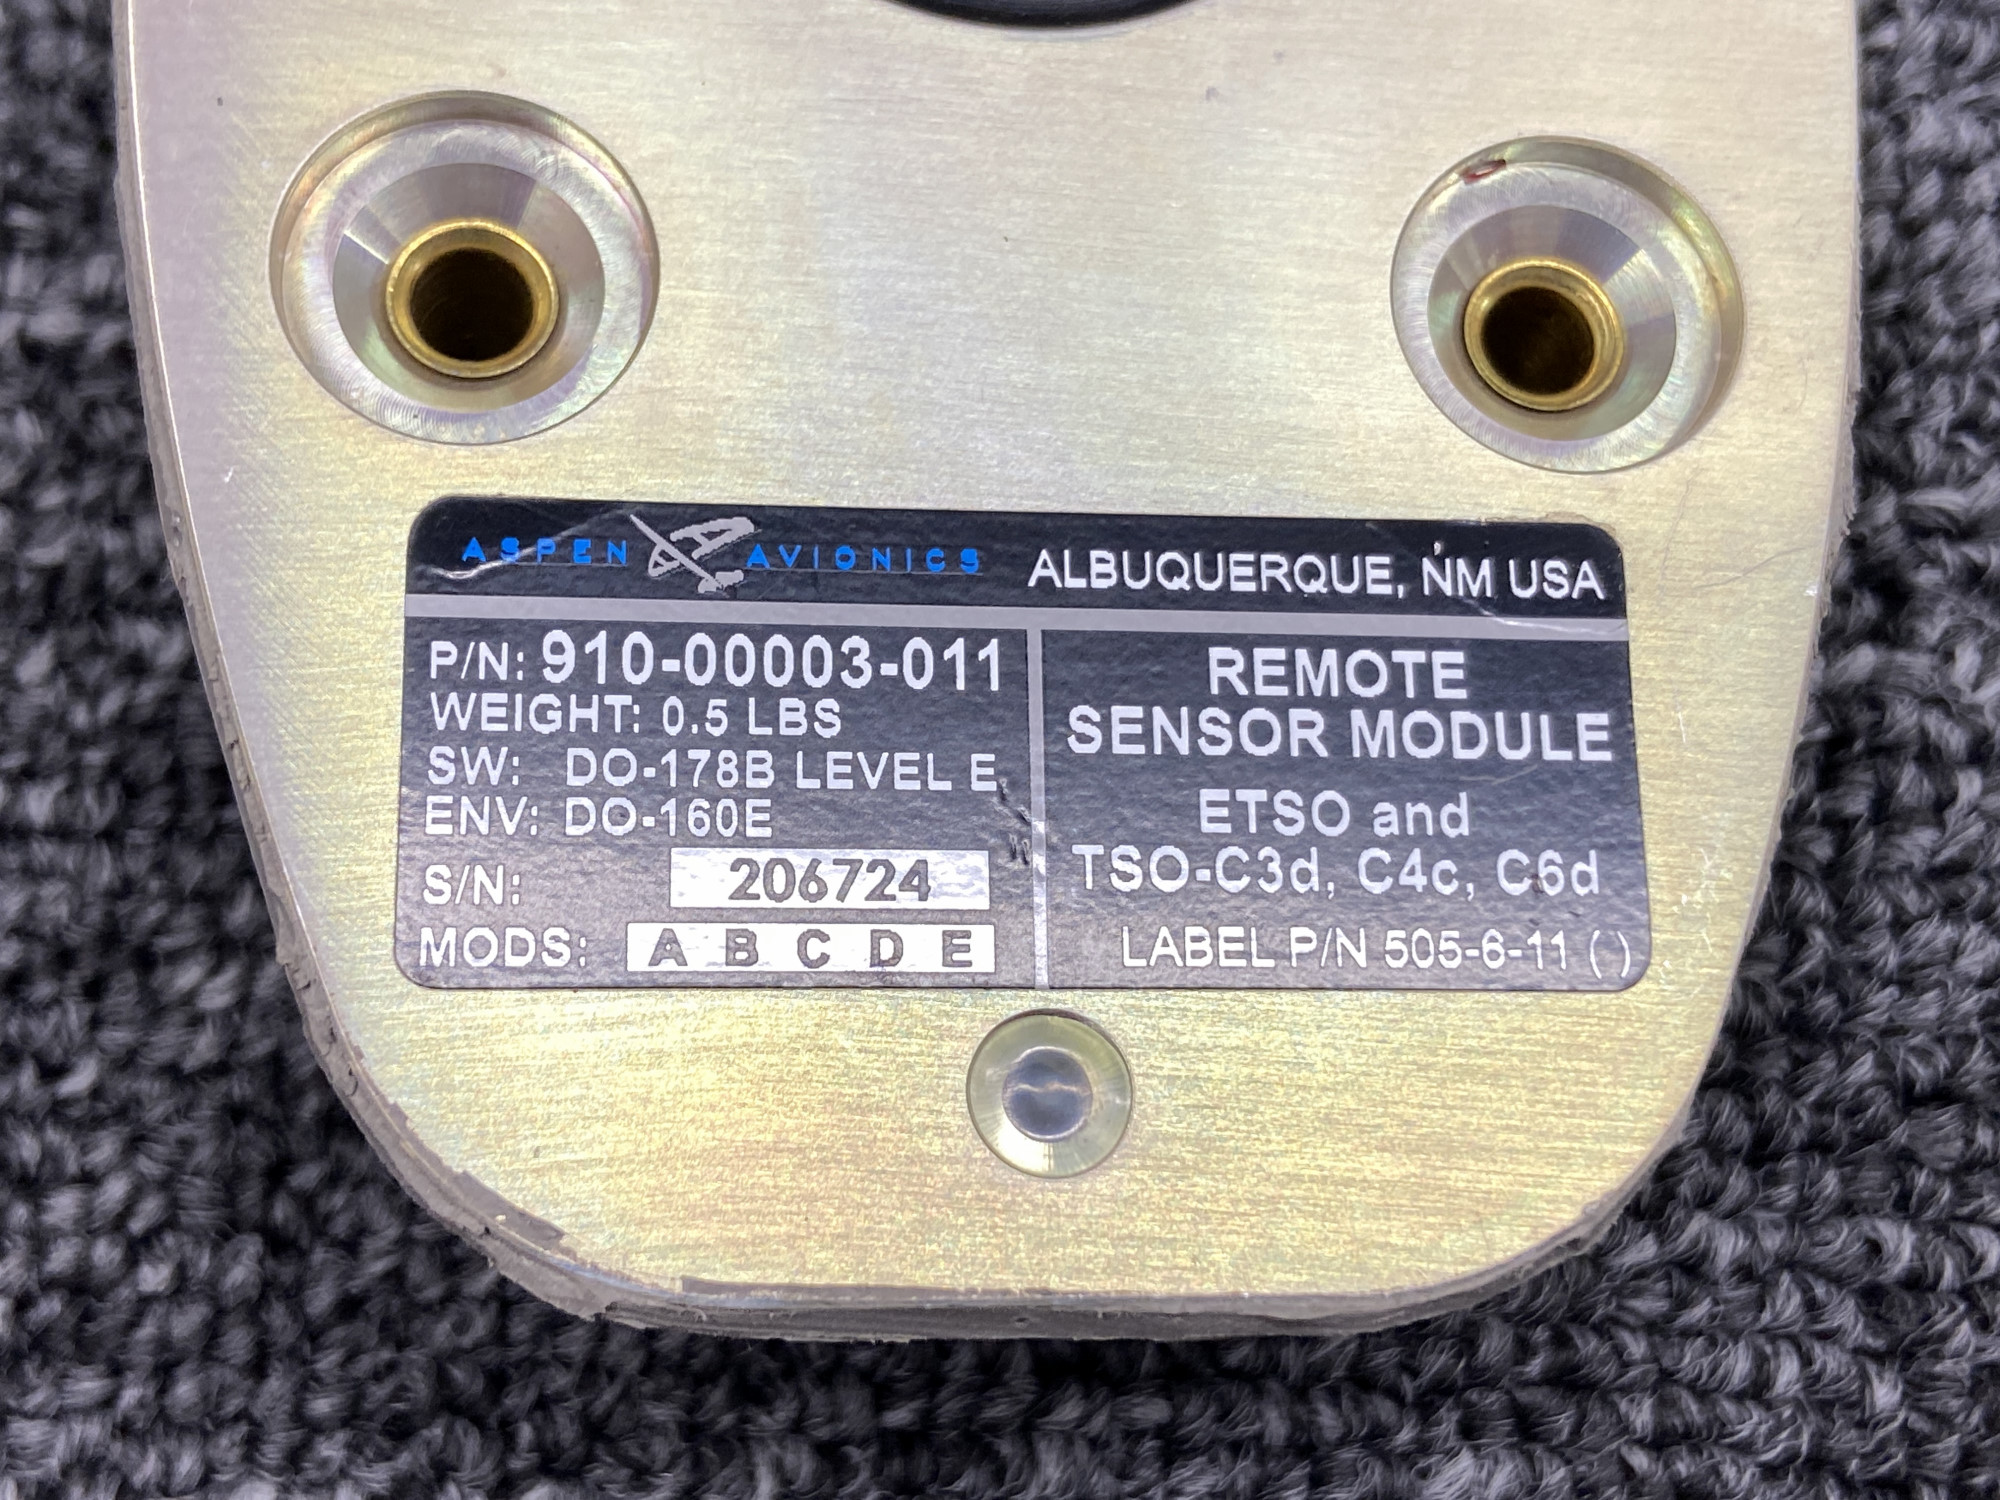 ASPEN AVIONICS ALBUQUERQUE, NM USA
P/N: 910-00003-011
WEIGHT: 0.5 LBS
SW: DO-178B LEVEL E
ENV: DO-160E
S/N: 206724
MODS: A B C D E
REMOTE
SENSOR MODULE
ETSO and
TSO-C3d, C4c, C6d
LABEL P/N 505-6-11 ( )